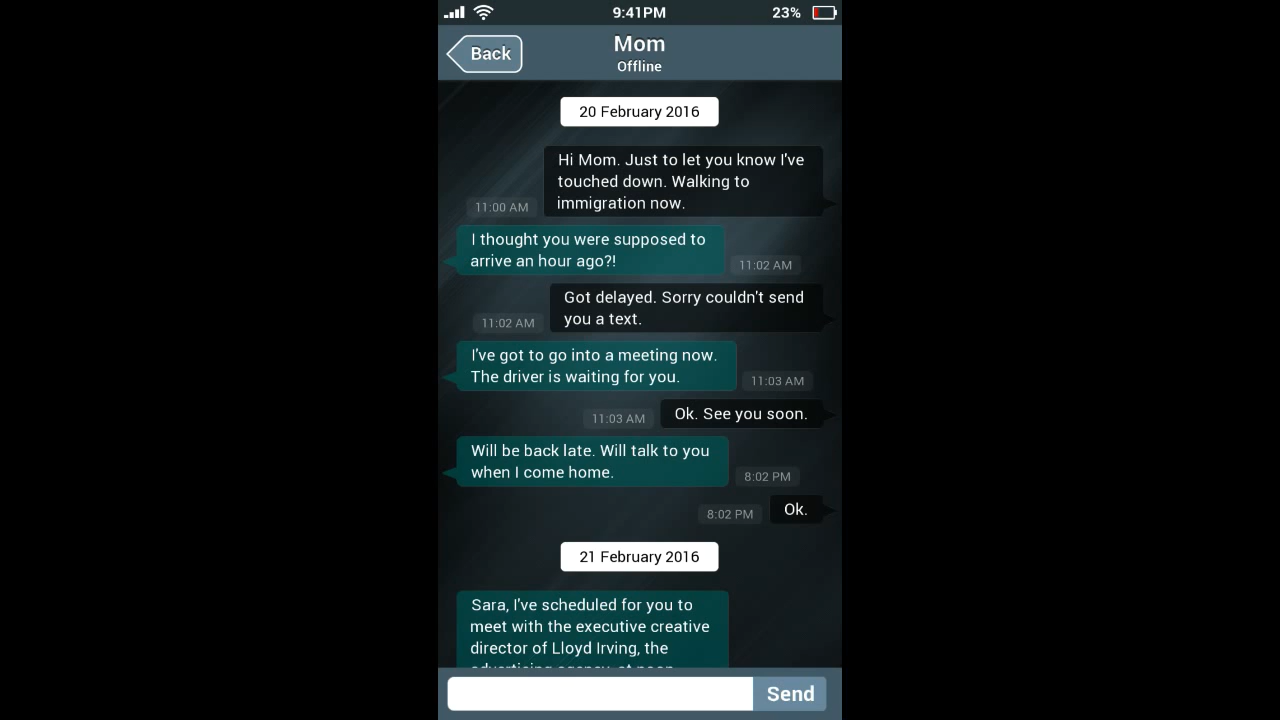 9:41PM
23%
Back
Mom
Offline
20 February 2016
Hi Mom. Just to let you know I've
touched down. Walking to
immigration now.
11:00 AM
I thought you were supposed to
arrive an hour ago?!
11:02 AM
Got delayed. Sorry couldn't send
you a text.
11:02 AM
I've got to go into a meeting now.
The driver is waiting for you.
11:03 AM
Ok. See you soon.
11:03 AM
Will be back late. Will talk to you
when I come home.
8:02 PM
Ok.
8:02 PM
21 February 2016
Sara, I've scheduled for you to
meet with the executive creative
director of Lloyd Irving, the
advertising agency, at noon
Send